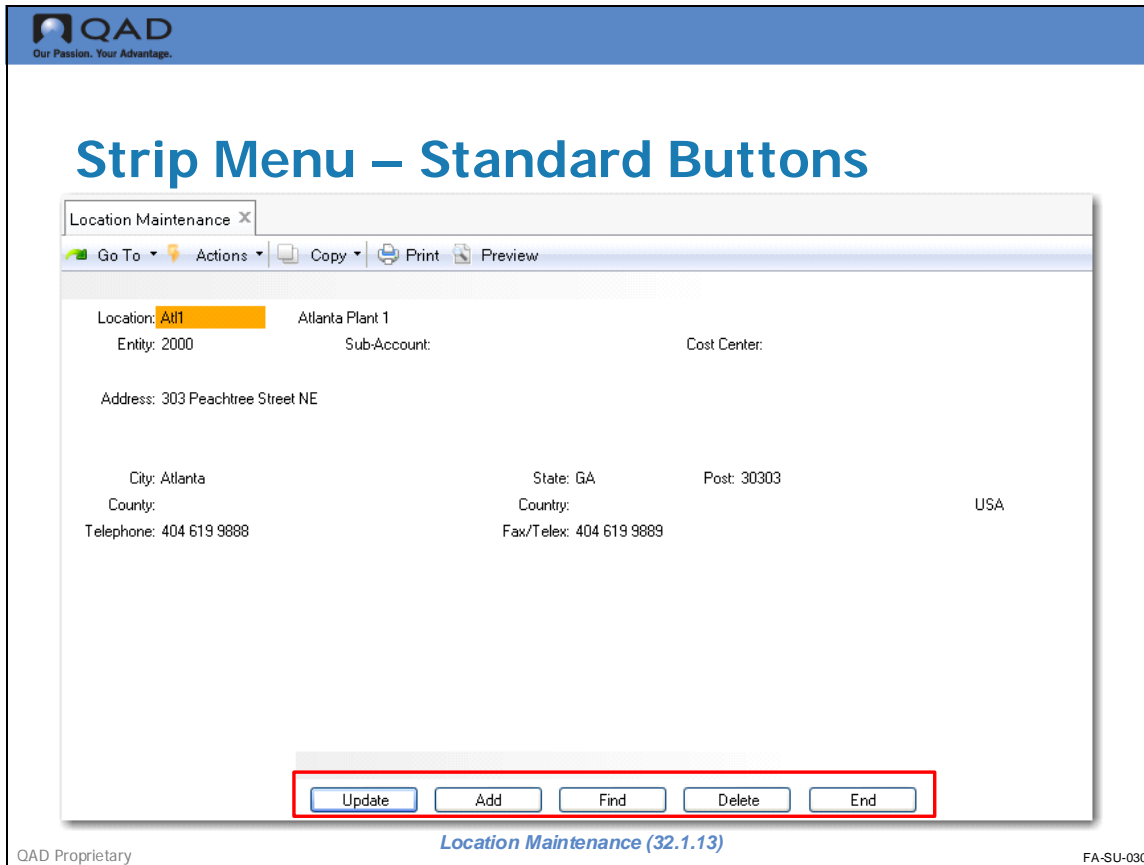 QAD
Our Passion. Your Advantage.
Strip Menu – Standard Buttons
Location Maintenance X
Go To Actions Copy Print Preview
Location: Atl1 Atlanta Plant 1
Entity: 2000 Sub-Account: Cost Center:
Address: 303 Peachtree Street NE
City: Atlanta State: GA Post: 30303
County: Country: USA
Telephone: 404 619 9888 Fax/Telex: 404 619 9889
Update Add Find Delete End
Location Maintenance (32.1.13)
QAD Proprietary FA-SU-030